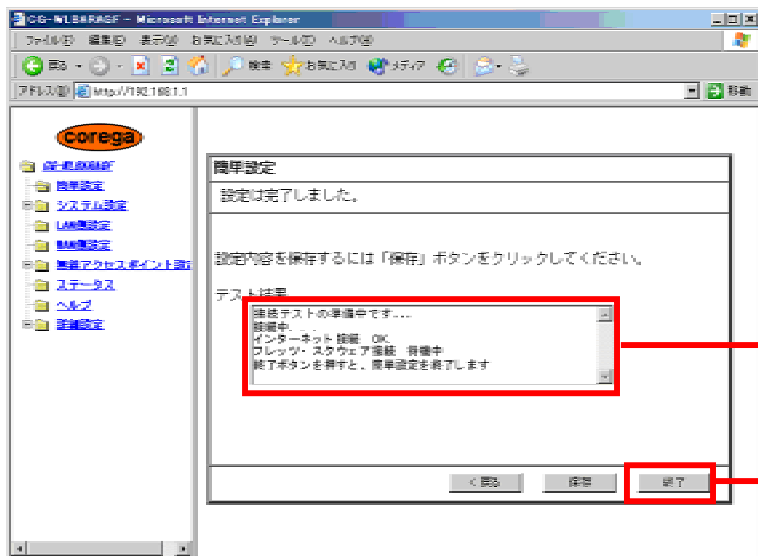 Microsoft Internet Explorer
ファイル(F) 編集(E) 表示(V) お気に入り(A) ツール(T) ヘルプ(H)
戻る 検索 お気に入り メディア
アドレス(D) http://192.168.1.1 移動
corega
簡単設定
システム設定
LAN側設定
WAN側設定
無線アクセスポイント設
ステータス
ヘルプ
詳細設定
簡単設定
設定は完了しました。
設定内容を保存するには「保存」ボタンをクリックしてください。
テスト結果
接続テストの準備中です...
接続中...
インターネット接続 OK
フレッツ・スクウェア接続 待機中
終了ボタンを押すと、簡単設定を終了します
< 戻る 保存 終了